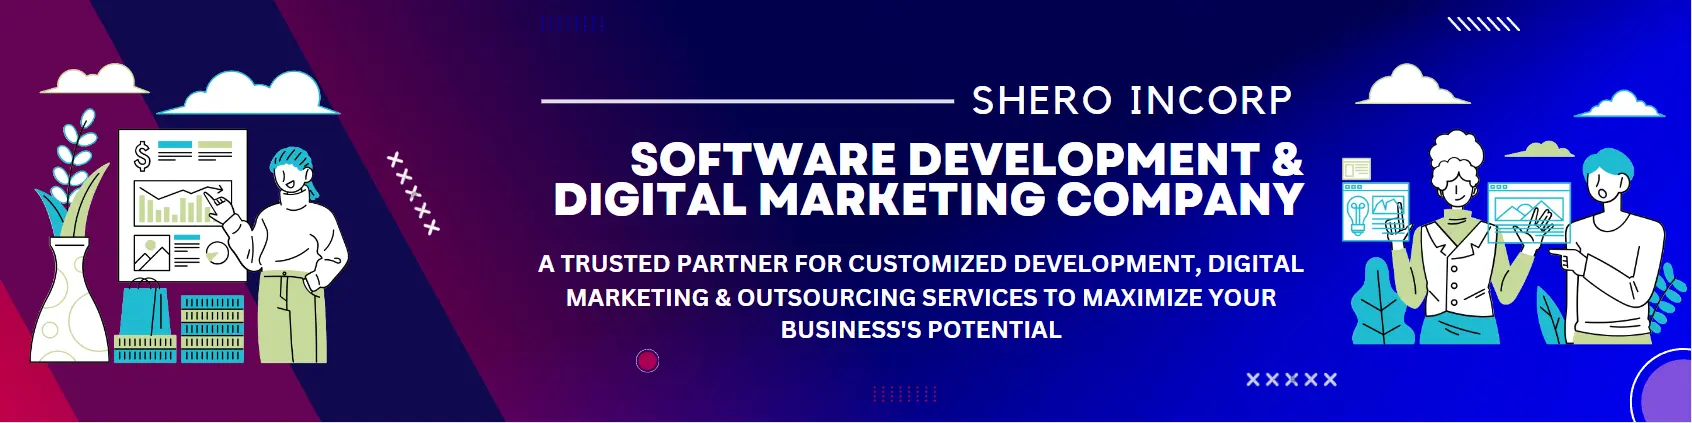 SHERO INCORP
SOFTWARE DEVELOPMENT &
DIGITAL MARKETING COMPANY
A TRUSTED PARTNER FOR CUSTOMIZED DEVELOPMENT, DIGITAL
MARKETING & OUTSOURCING SERVICES TO MAXIMIZE YOUR
BUSINESS'S POTENTIAL
$